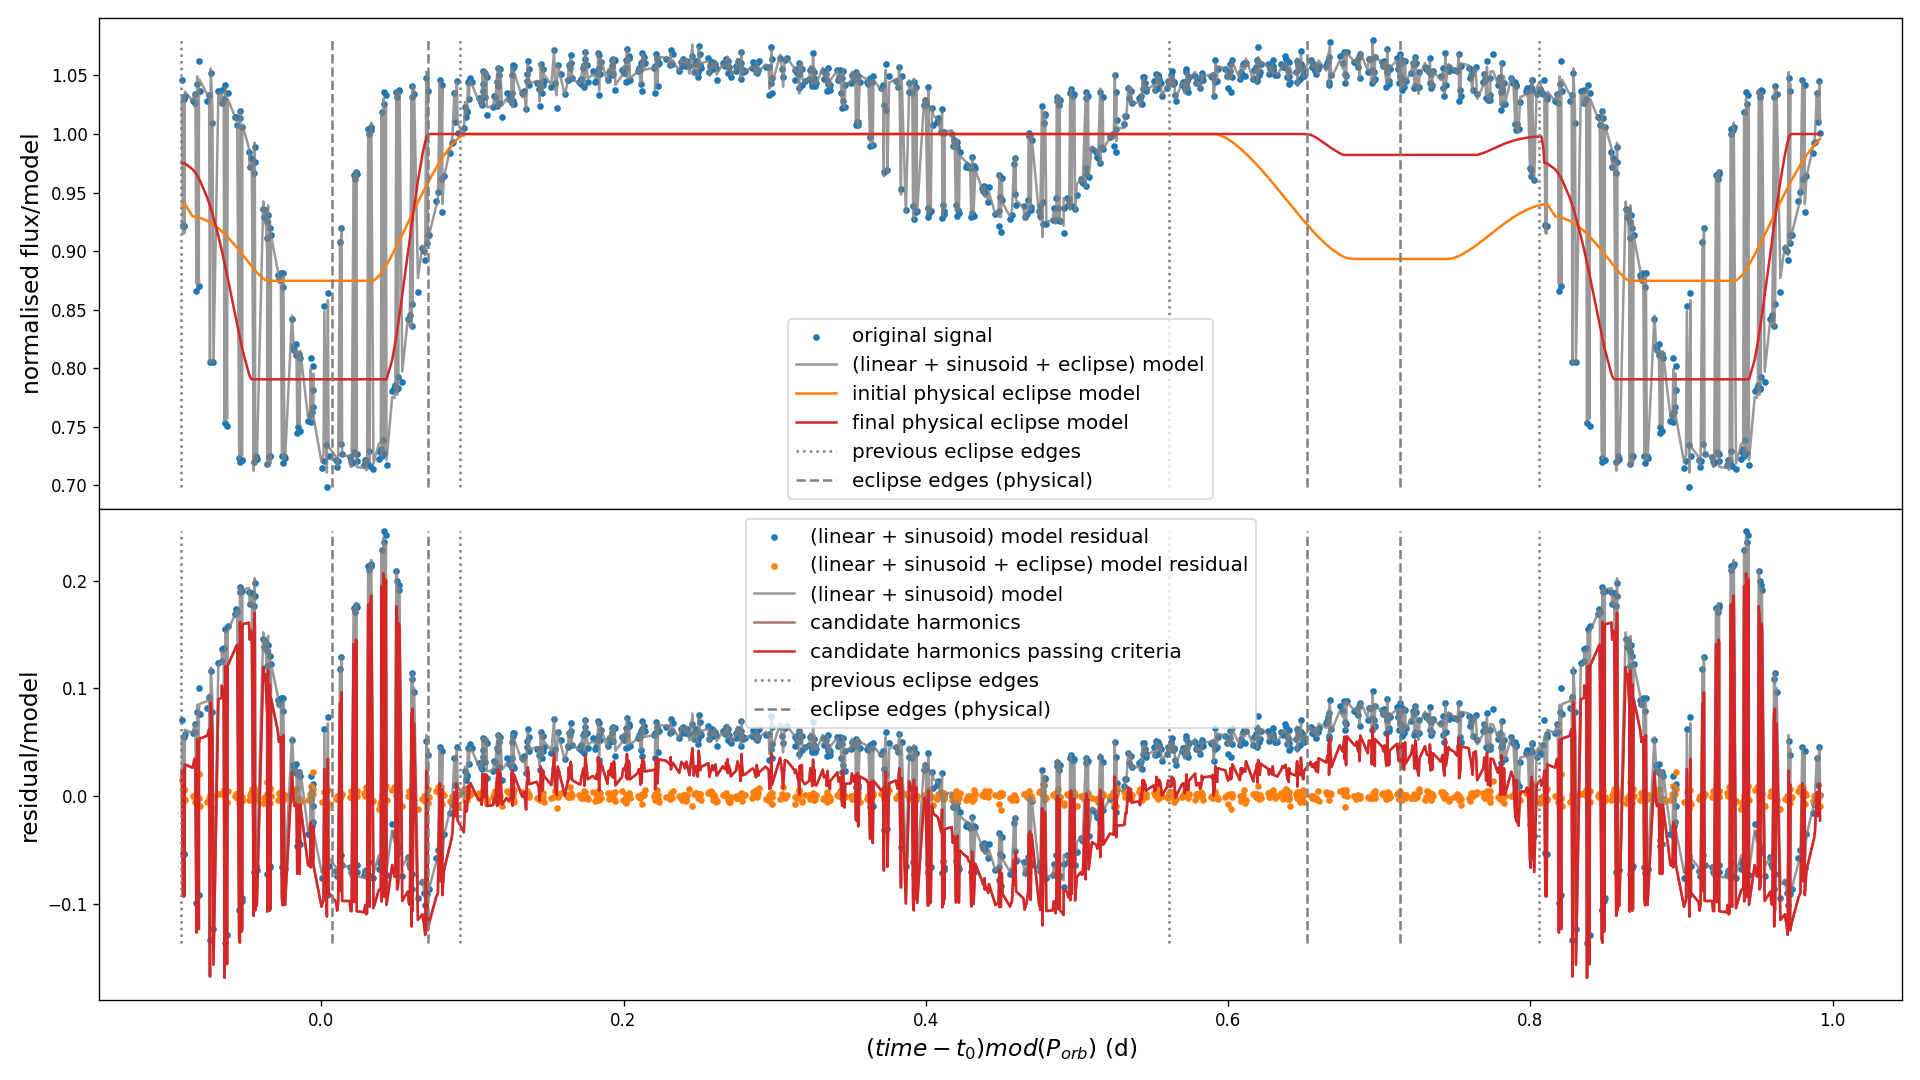 normalised flux/model
1.05
1.00
0.95
0.90
0.85
0.80
0.75
0.70
original signal
(linear + sinusoid + eclipse) model
initial physical eclipse model
final physical eclipse model
previous eclipse edges
eclipse edges (physical)
residual/model
0.2
0.1
0.0
−0.1
(linear + sinusoid) model residual
(linear + sinusoid + eclipse) model residual
(linear + sinusoid) model
candidate harmonics
candidate harmonics passing criteria
previous eclipse edges
eclipse edges (physical)
0.0 0.2 0.4 0.6 0.8 1.0
(time − t₀)mod(P_orb) (d)